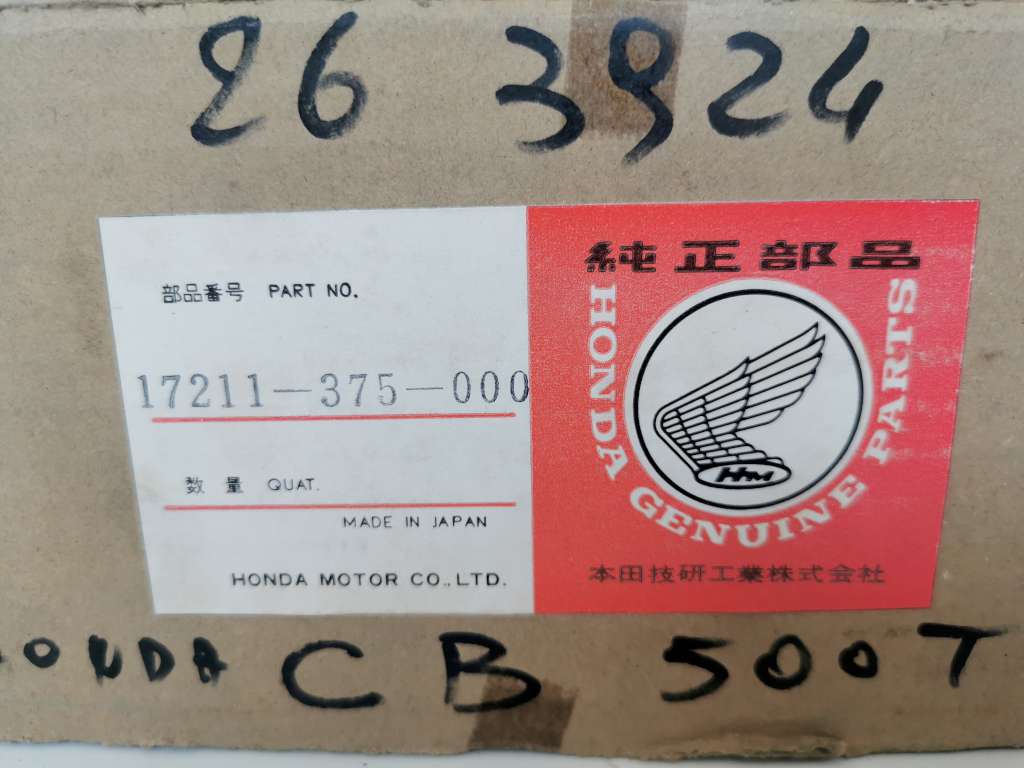 26 3924
部品番号 PART NO.
17211-375-000
数 量 QUAT.
MADE IN JAPAN
HONDA MOTOR CO.,LTD.
純正部品
HONDA GENUINE PARTS
HM
本田技研工業株式会社
HONDA CB 500T